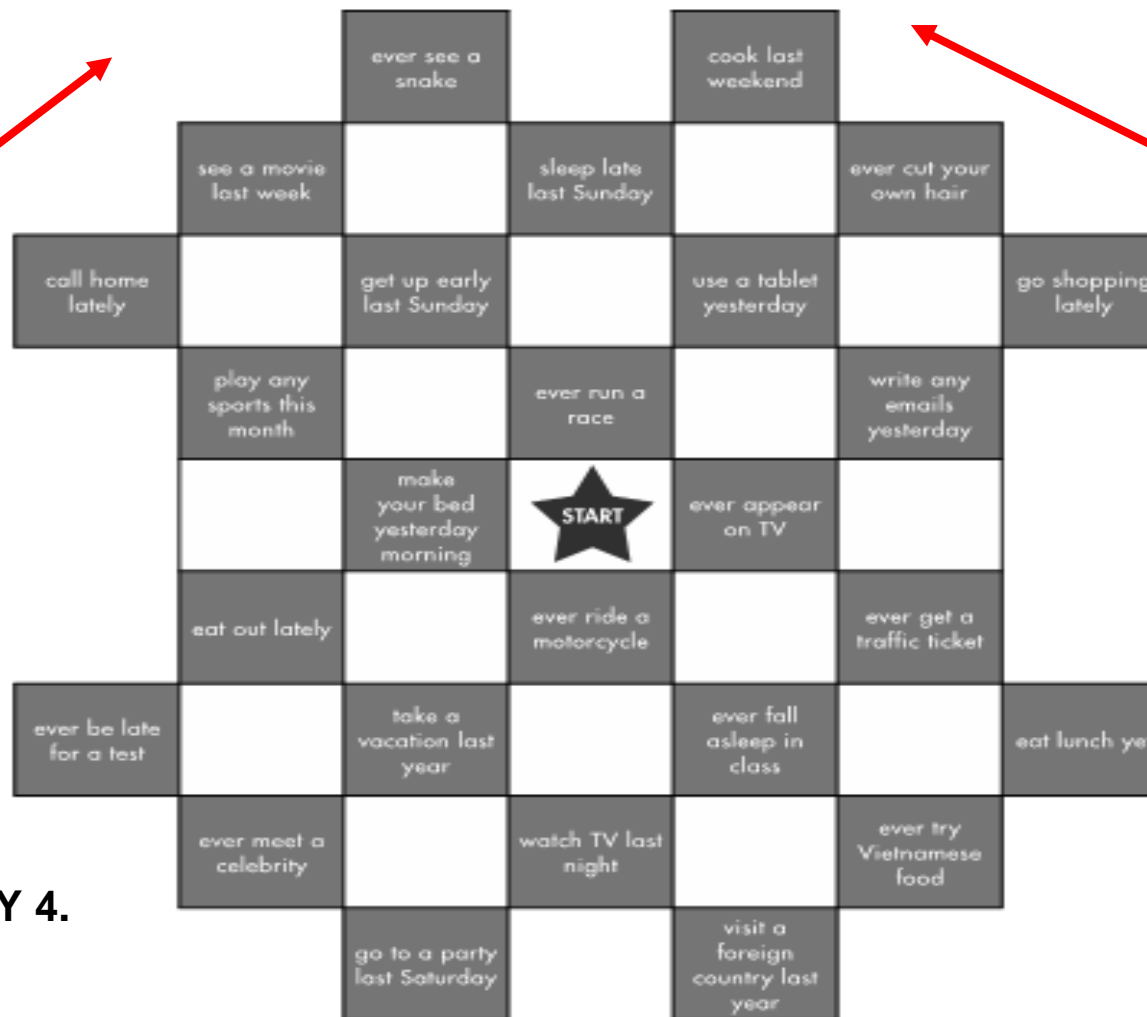 ever see a
snake
cook last
weekend
see a movie
last week
sleep late
last Sunday
ever cut your
own hair
call home
lately
get up early
last Sunday
use a tablet
yesterday
go shopping
lately
play any
sports this
month
ever run a
race
write any
emails
yesterday
make
your bed
yesterday
morning
START
ever appear
on TV
eat out lately
ever ride a
motorcycle
ever get a
traffic ticket
ever be late
for a test
take a
vacation last
year
ever fall
asleep in
class
eat lunch ye
ever meet a
celebrity
watch TV last
night
ever try
Vietnamese
food
Y 4.
go to a party
last Saturday
visit a
foreign
country last
year